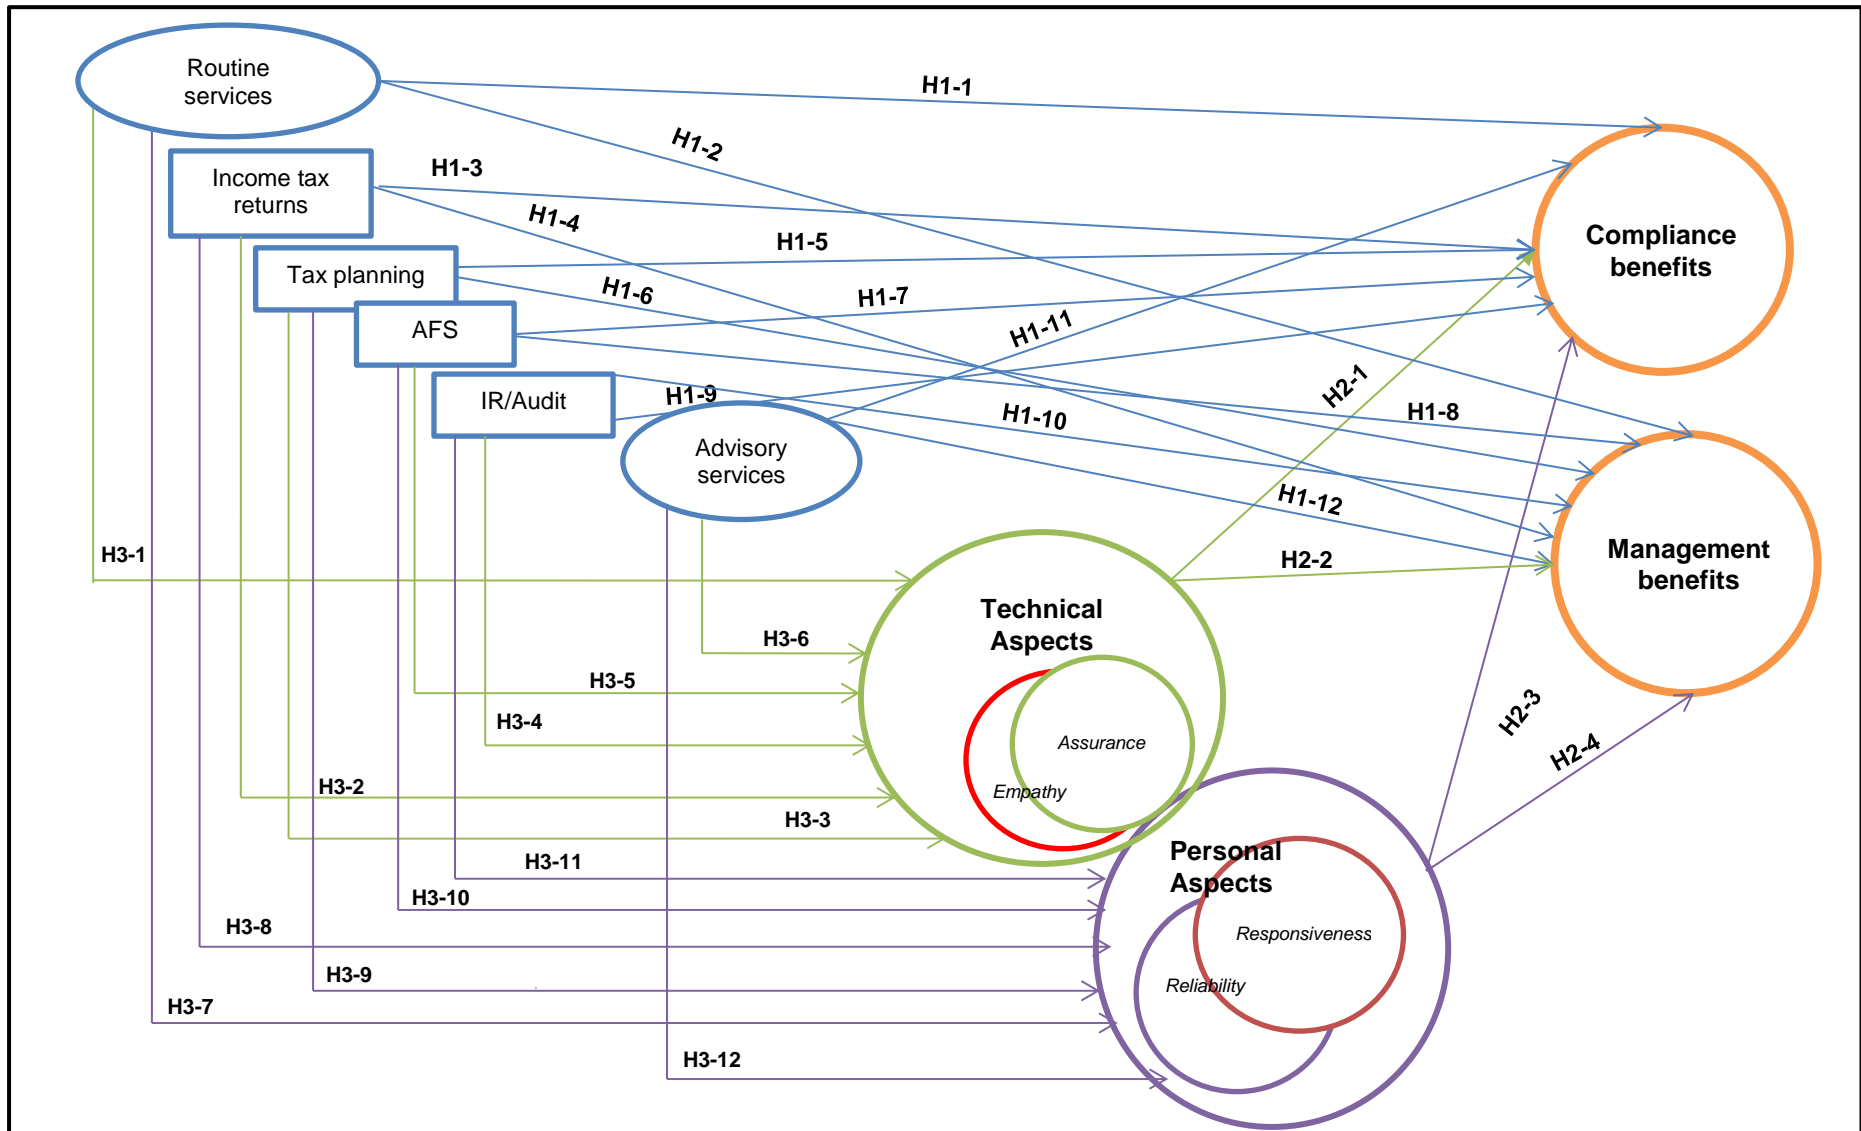 Routine
services
H1-1
H1-2
Income tax
returns
H1-3
H1-4
Compliance
benefits
Tax planning
H1-5
H1-6
H1-7
AFS
H1-11
IR/Audit
H1-9
H2-1
H1-8
H1-10
Advisory
services
H1-12
H3-1
H2-2
Management
benefits
Technical
Aspects
H3-6
H3-5
H3-4
Assurance
Empathy
H2-3
H2-4
H3-2
H3-3
H3-11
Personal
Aspects
H3-10
H3-8
Responsiveness
H3-9
Reliability
H3-7
H3-12